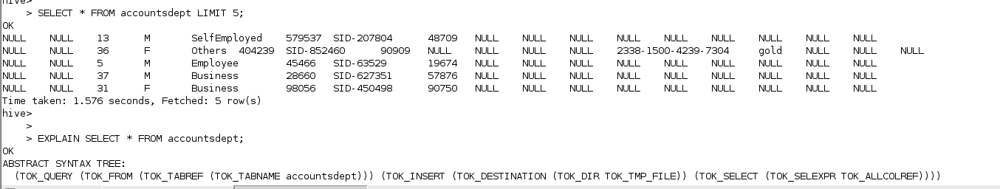 hive>
> SELECT * FROM accountsdept LIMIT 5;
OK
NULL NULL 13 M SelfEmployed 579537 SID-207804 48709 NULL NULL NULL NULL NULL NULL NULL NULL NULL
NULL NULL 36 F Others 404239 SID-852460 90909 NULL NULL NULL 2338-1500-4239-7304 gold NULL NULL NULL
NULL NULL 5 M Employee 45466 SID-63529 19674 NULL NULL NULL NULL NULL NULL NULL NULL NULL
NULL NULL 37 M Business 28660 SID-627351 57876 NULL NULL NULL NULL NULL NULL NULL NULL NULL
NULL NULL 31 F Business 98056 SID-450498 90750 NULL NULL NULL NULL NULL NULL NULL NULL NULL
Time taken: 1.576 seconds, Fetched: 5 row(s)
hive>
>
> EXPLAIN SELECT * FROM accountsdept;
OK
ABSTRACT SYNTAX TREE:
(TOK_QUERY (TOK_FROM (TOK_TABREF (TOK_TABNAME accountsdept))) (TOK_INSERT (TOK_DESTINATION (TOK_DIR TOK_TMP_FILE)) (TOK_SELECT (TOK_SELEXPR TOK_ALLCOLREF))))